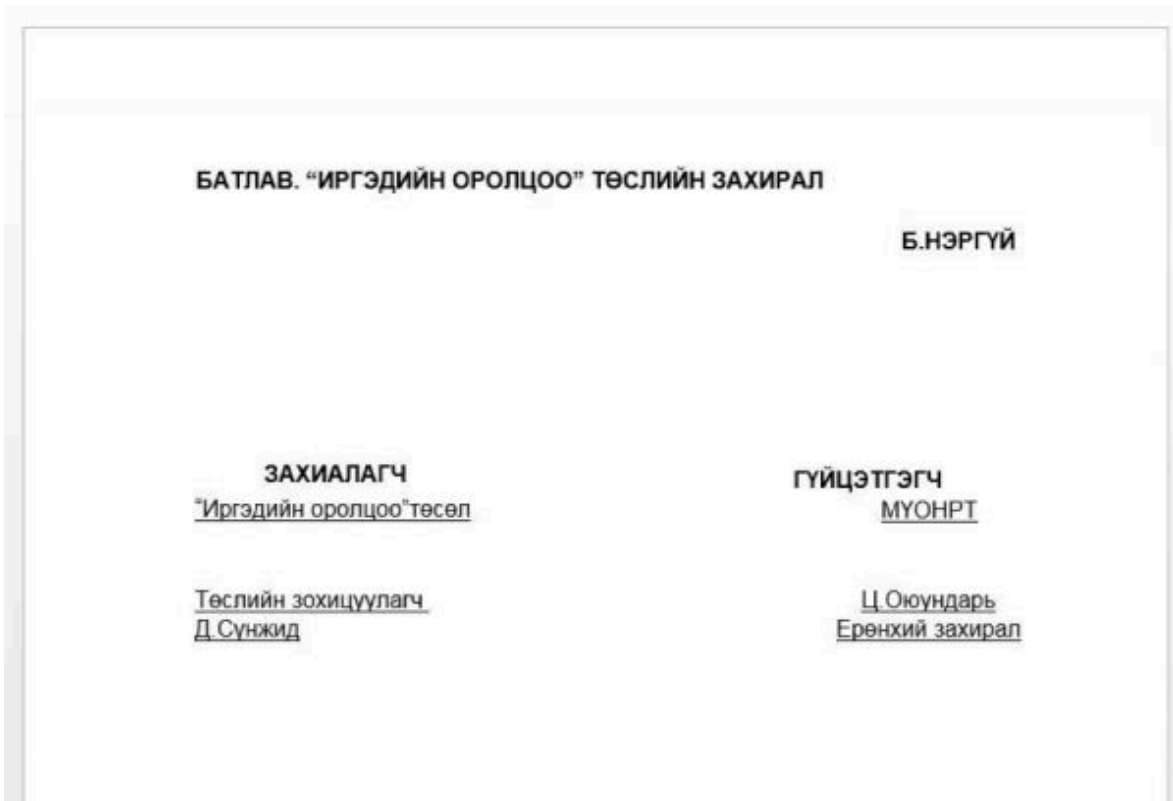 БАТЛАВ. “ИРГЭДИЙН ОРОЛЦОО” ТӨСЛИЙН ЗАХИРАЛ
Б.НЭРГҮЙ
ЗАХИАЛАГЧ
“Иргэдийн оролцоо”төсөл
Төслийн зохицуулагч
Д.Сүнжид
ГҮЙЦЭТГЭГЧ
МҮОНРТ
Ц.Оюундарь
Ерөнхий захирал